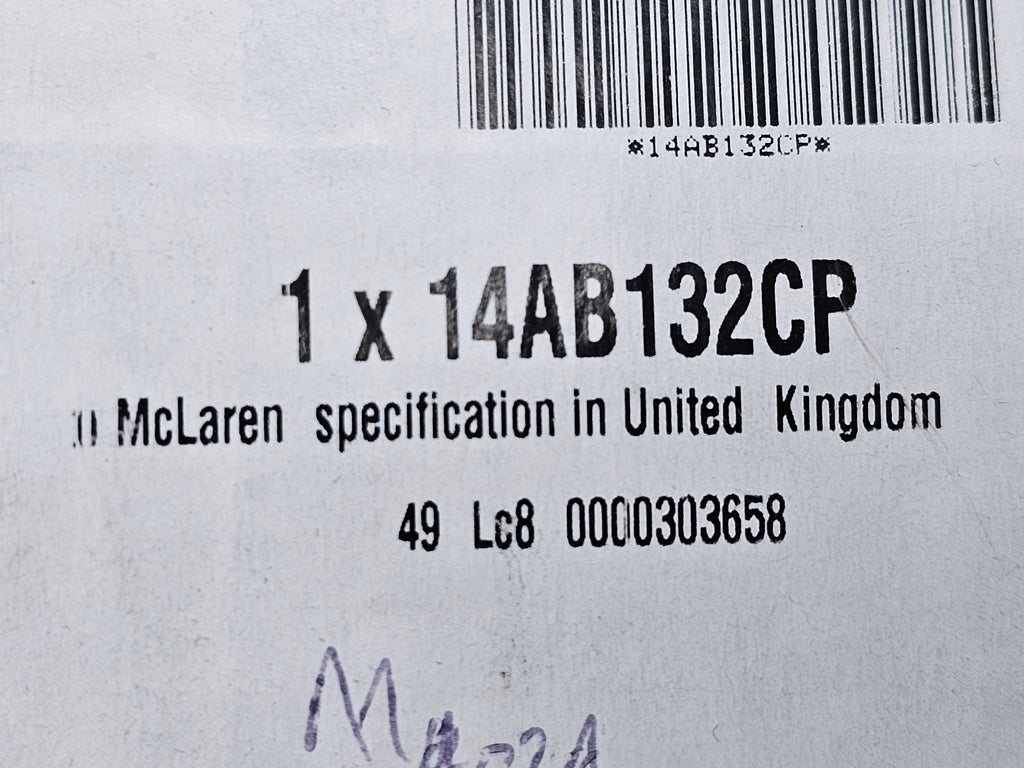 *14AB132CP*
1 x 14AB132CP
McLaren specification in United Kingdom
49 Lc8 0000303658